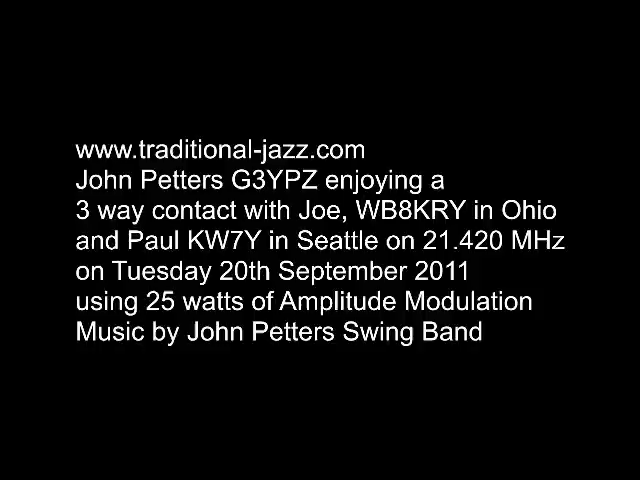 www.traditional-jazz.com
John Petters G3YPZ enjoying a
3 way contact with Joe, WB8KRY in Ohio
and Paul KW7Y in Seattle on 21.420 MHz
on Tuesday 20th September 2011
using 25 watts of Amplitude Modulation
Music by John Petters Swing Band